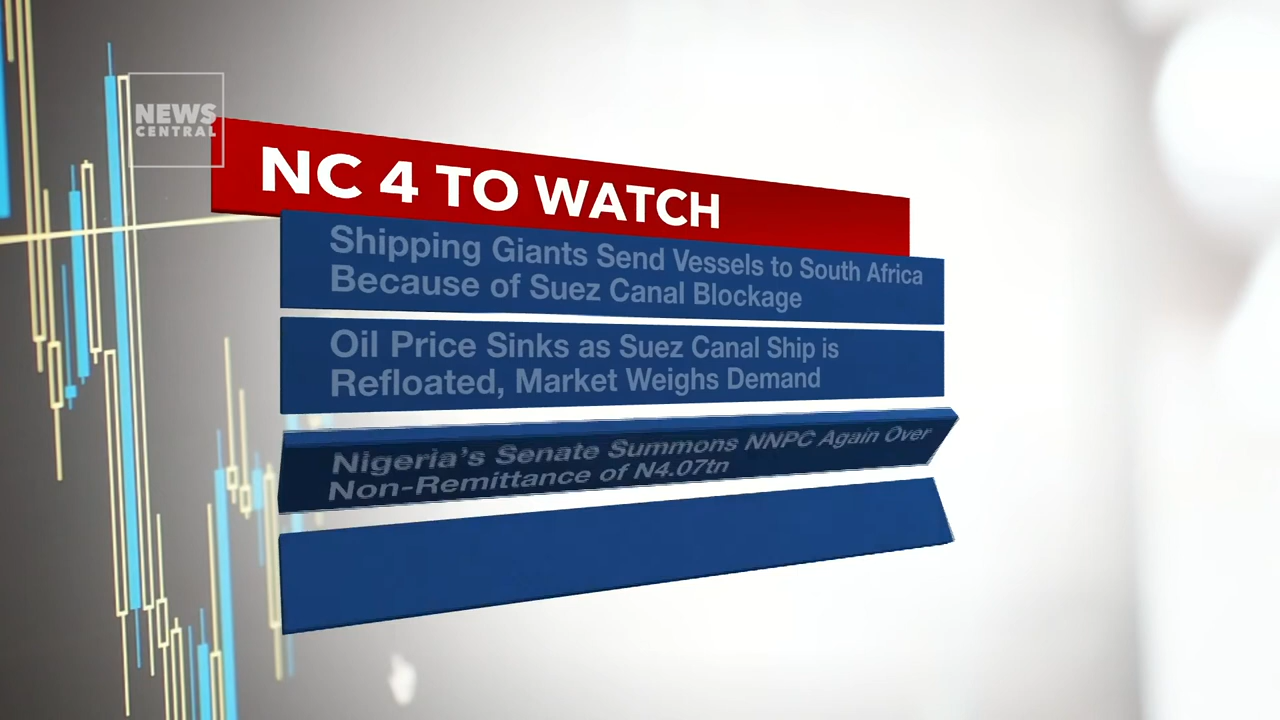 NEWS
CENTRAL
NC 4 TO WATCH
Shipping Giants Send Vessels to South Africa
Because of Suez Canal Blockage
Oil Price Sinks as Suez Canal Ship is
Refloated, Market Weighs Demand
Nigeria's Senate Summons NNPC Again Over
Non-Remittance of N4.07tn